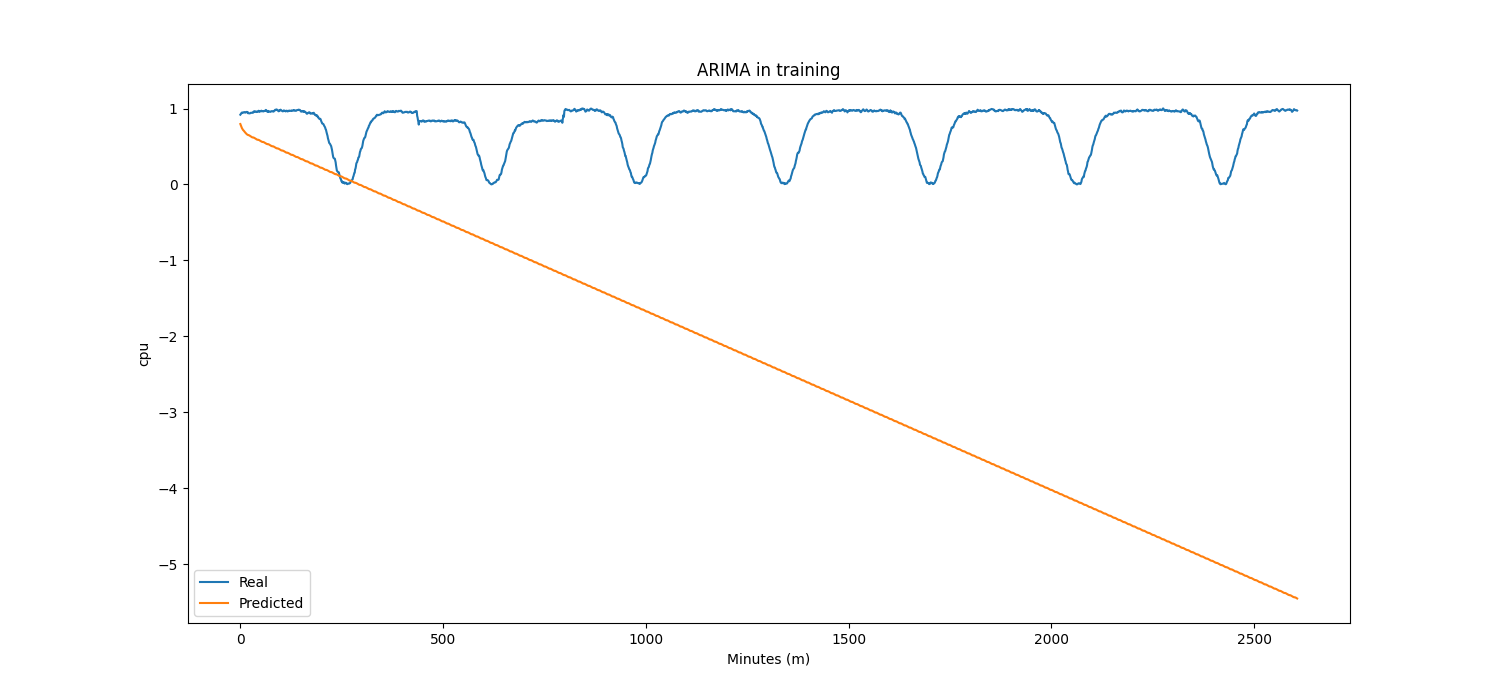 ARIMA in training
cpu
1
0
−1
−2
−3
−4
−5
Real
Predicted
0
500
1000
1500
2000
2500
Minutes (m)